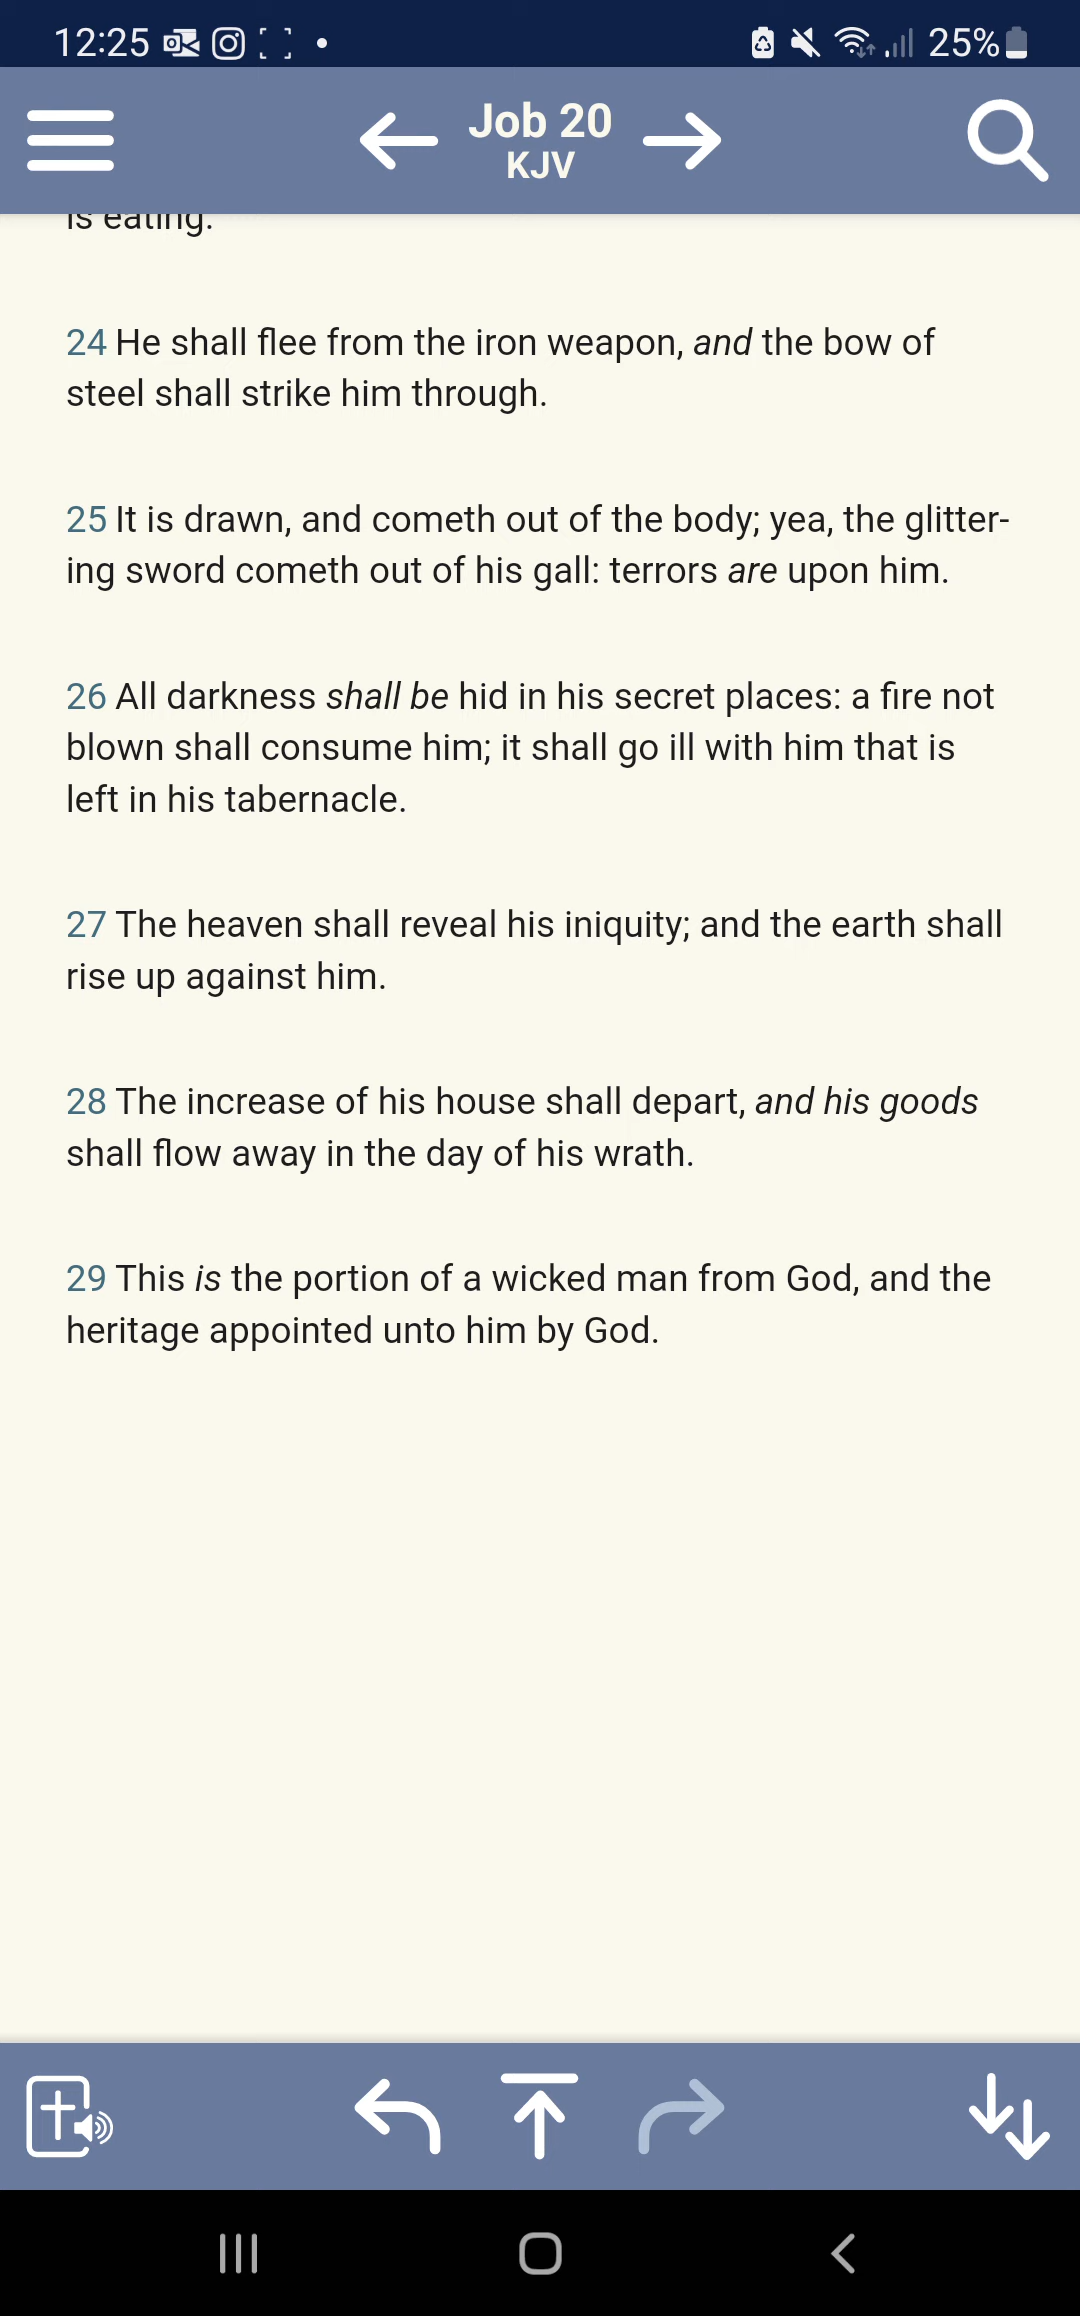 12:25
25%
Job 20
KJV
is eating.
24 He shall flee from the iron weapon, and the bow of
steel shall strike him through.
25 It is drawn, and cometh out of the body; yea, the glitter-
ing sword cometh out of his gall: terrors are upon him.
26 All darkness shall be hid in his secret places: a fire not
blown shall consume him; it shall go ill with him that is
left in his tabernacle.
27 The heaven shall reveal his iniquity; and the earth shall
rise up against him.
28 The increase of his house shall depart, and his goods
shall flow away in the day of his wrath.
29 This is the portion of a wicked man from God, and the
heritage appointed unto him by God.